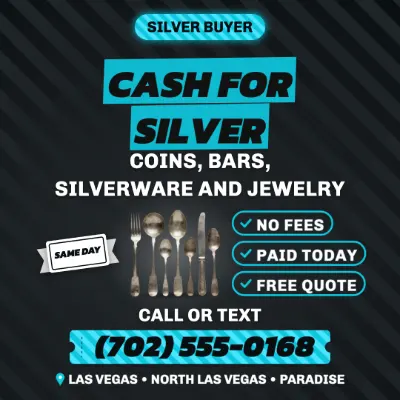 SILVER BUYER
CASH FOR
SILVER
COINS, BARS,
SILVERWARE AND JEWELRY
SAME DAY
NO FEES
PAID TODAY
FREE QUOTE
CALL OR TEXT
(702) 555-0168
LAS VEGAS • NORTH LAS VEGAS • PARADISE